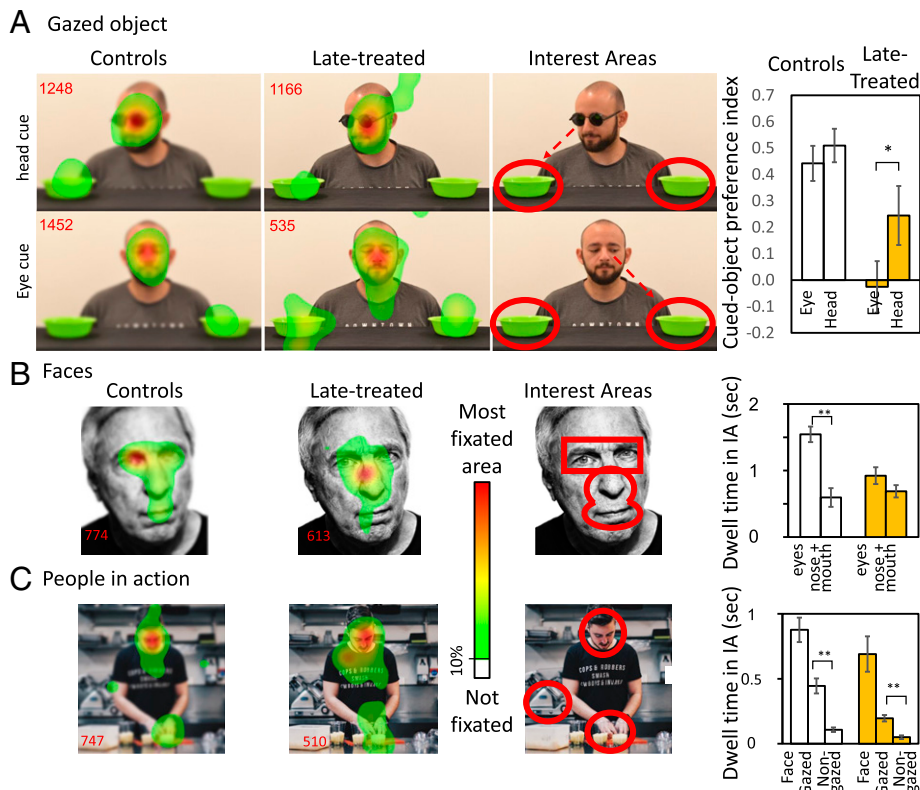 A Gazed object
Controls
Late-treated
Interest Areas
Controls
Late-
Treated
head cue
1248
1166
Eye cue
1452
535
Cued-object preference index
0.7
0.6
0.5
0.4
0.3
0.2
0.1
0.0
-0.1
-0.2
*
Eye
Head
Eye
Head
B Faces
Controls
Late-treated
Interest Areas
774
613
Most
fixated
area
10%
Not
fixated
Dwell time in IA (sec)
2
1
0
**
eyes
nose+
mouth
eyes
nose+
mouth
C People in action
747
510
COPS & ROBBERS
Dwell time in IA (sec)
1
0.5
0
**
**
Face
Gazed
Non-
gazed
Face
Gazed
Non-
gazed